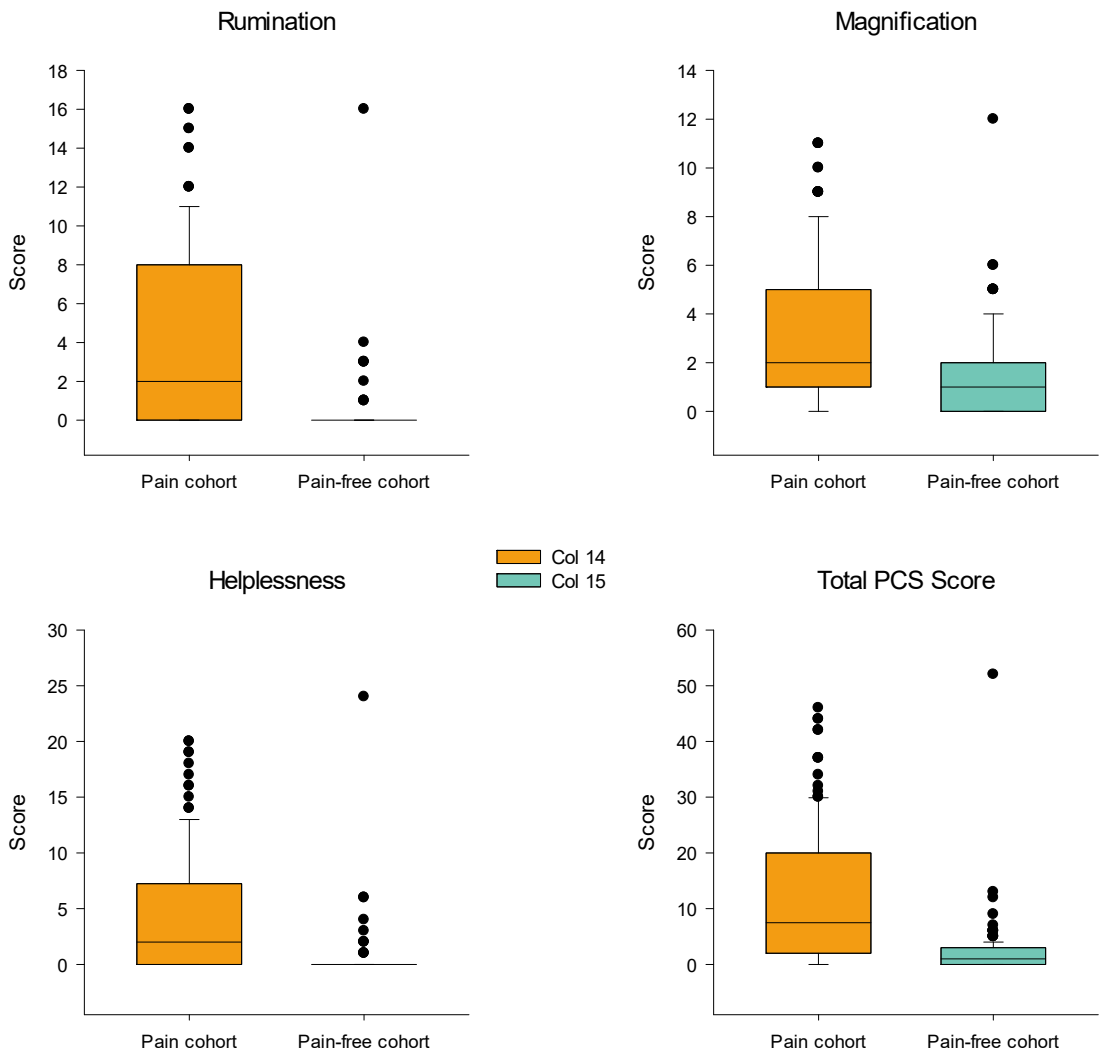 Rumination
18
16
14
12
10
8
6
4
2
0
Score
Pain cohort
Pain-free cohort
Magnification
14
12
10
8
6
4
2
0
Score
Pain cohort
Pain-free cohort
Col 14
Col 15
Helplessness
30
25
20
15
10
5
0
Score
Pain cohort
Pain-free cohort
Total PCS Score
60
50
40
30
20
10
0
Score
Pain cohort
Pain-free cohort